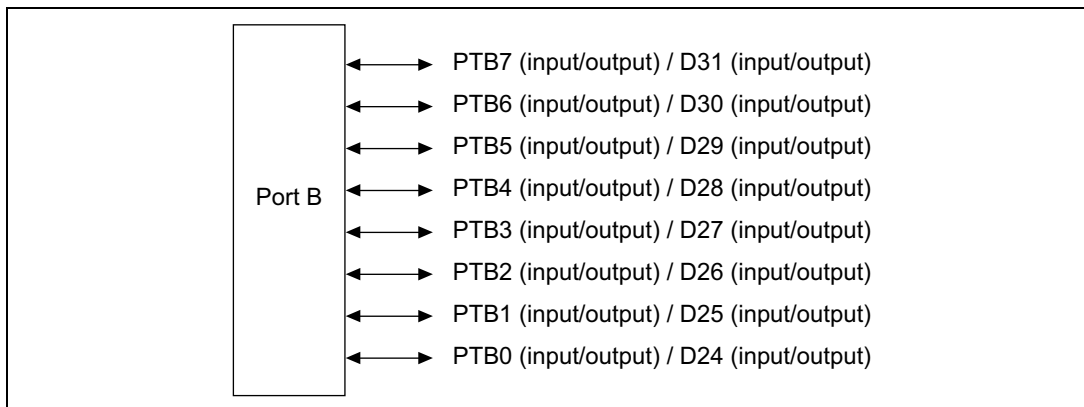 PTB7 (input/output) / D31 (input/output)
PTB6 (input/output) / D30 (input/output)
PTB5 (input/output) / D29 (input/output)
PTB4 (input/output) / D28 (input/output)
Port B
PTB3 (input/output) / D27 (input/output)
PTB2 (input/output) / D26 (input/output)
PTB1 (input/output) / D25 (input/output)
PTB0 (input/output) / D24 (input/output)